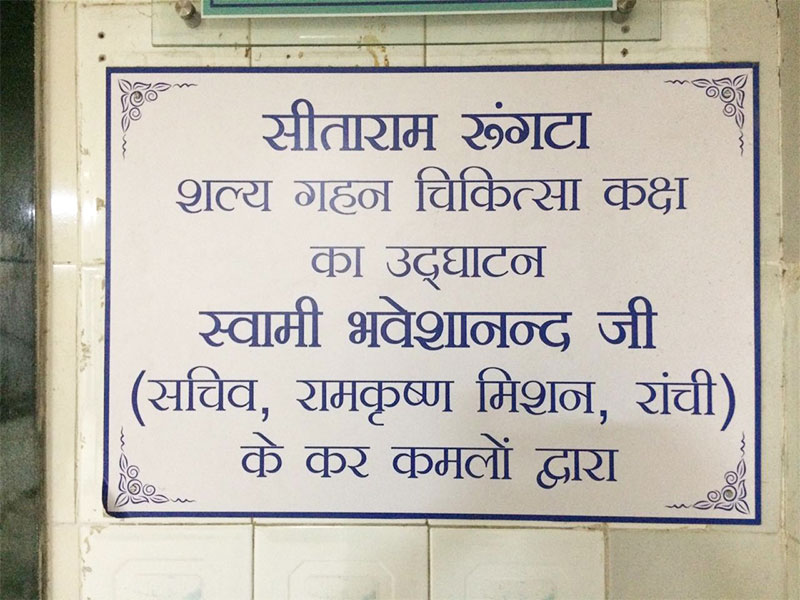 सीताराम रुंगटा
शल्य गहन चिकित्सा कक्ष
का उद्घाटन
स्वामी भवेशानन्द जी
(सचिव, रामकृष्ण मिशन, रांची)
के कर कमलों द्वारा